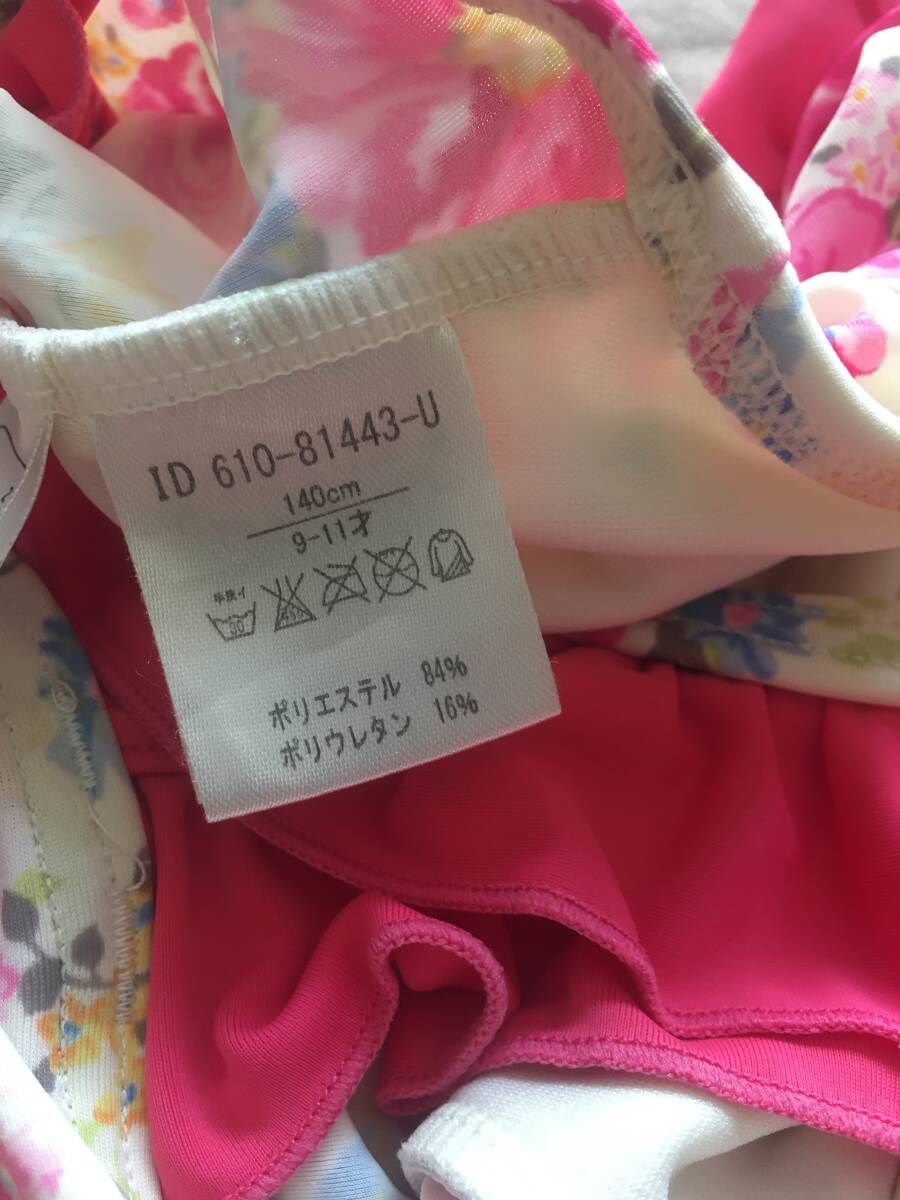 ID 610-81443-U
140cm
9-11才
手洗イ
30
ポリエステル 84%
ポリウレタン 16%